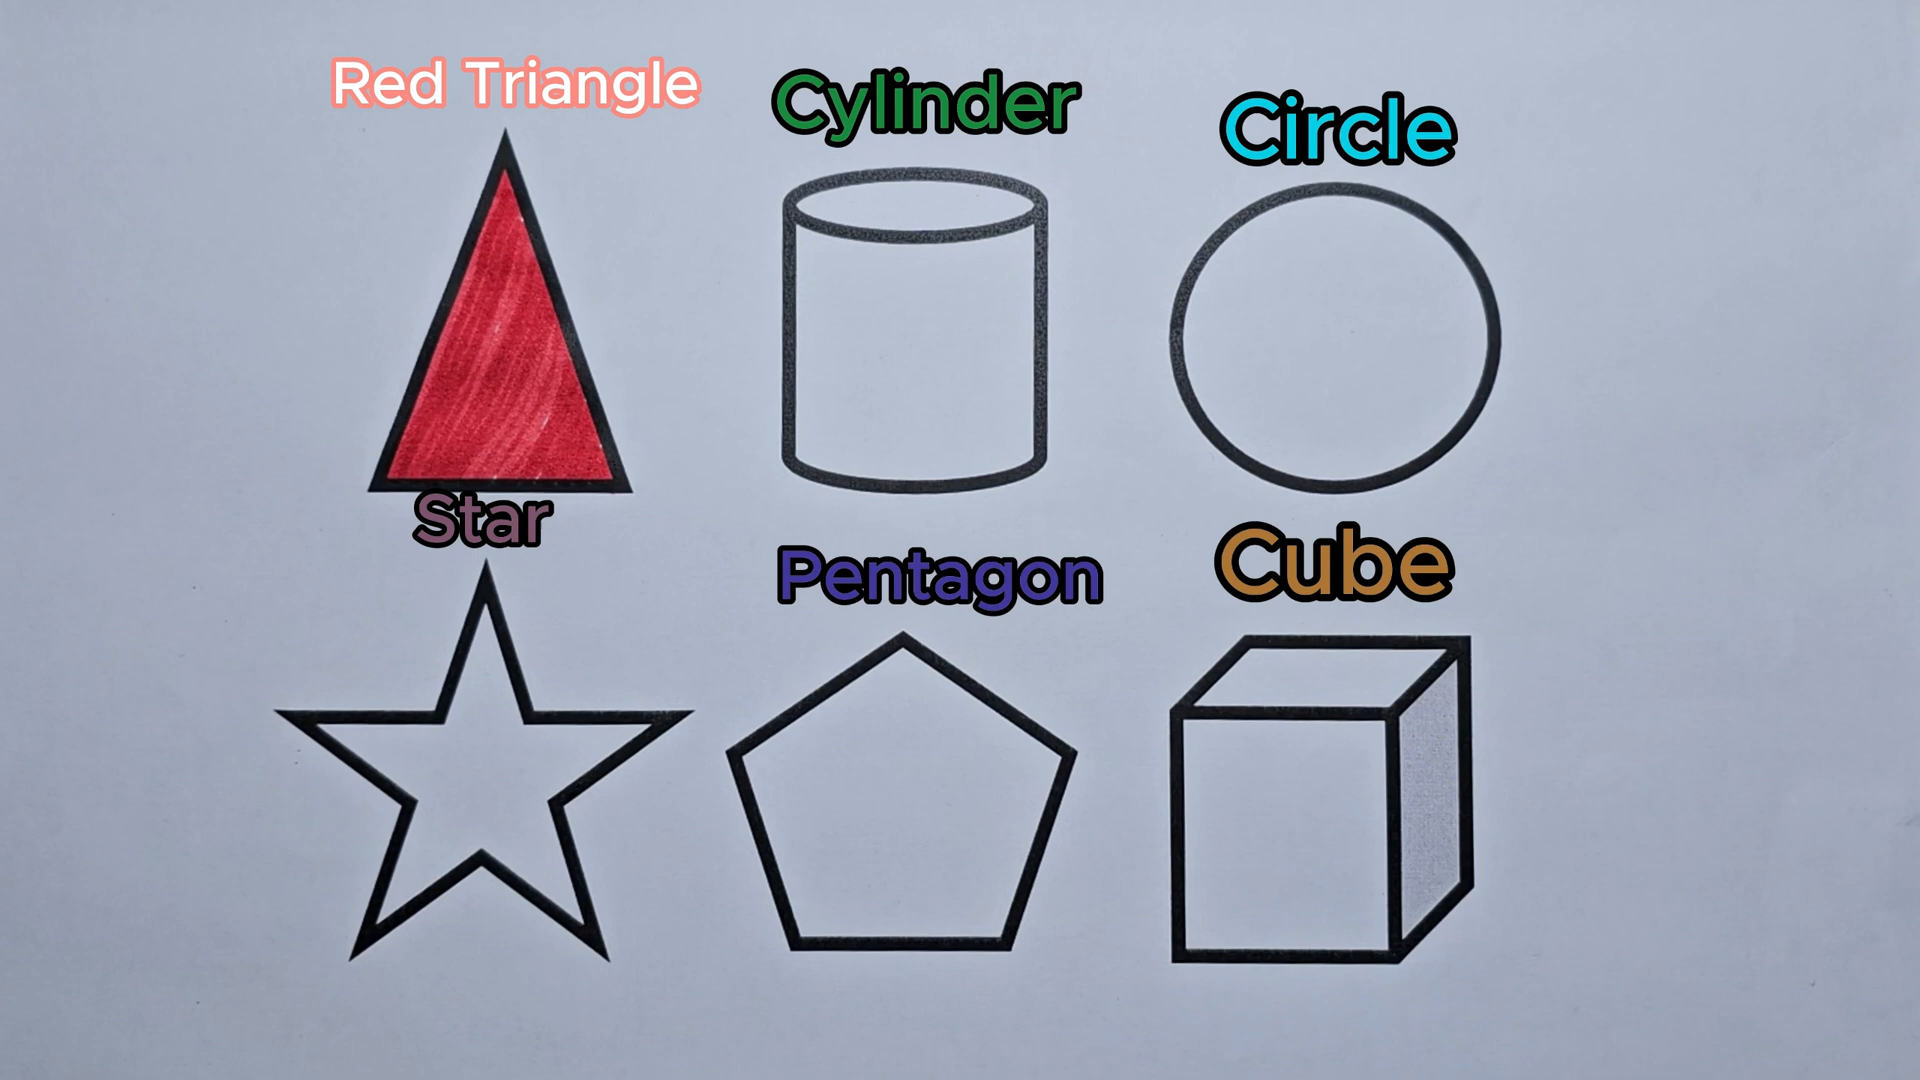 Red Triangle
Cylinder
Circle
Star
Pentagon
Cube